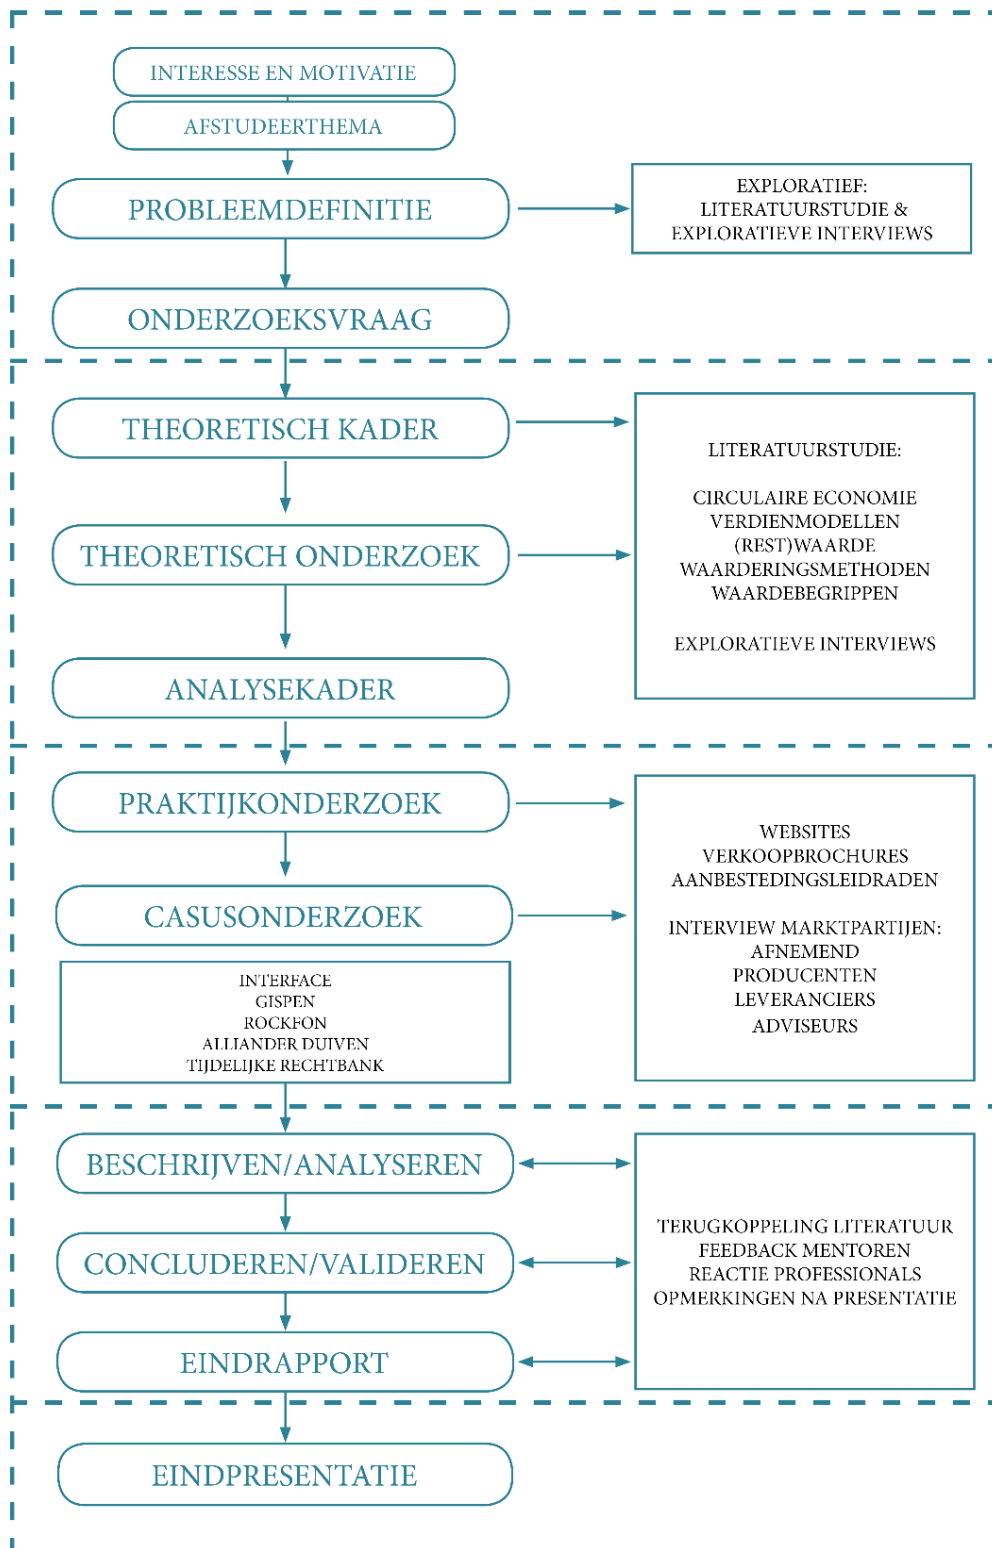 INTERESSE EN MOTIVATIE
AFSTUDEERTHEMA
PROBLEEMDEFINITIE
EXPLORATIEF:
LITERATUURSTUDIE &
EXPLORATIEVE INTERVIEWS
ONDERZOEKSVRAAG
THEORETISCH KADER
THEORETISCH ONDERZOEK
ANALYSEKADER
LITERATUURSTUDIE:
CIRCULAIRE ECONOMIE
VERDIENMODELLEN
(REST)WAARDE
WAARDERINGSMETHODEN
WAARDEBEGRIPPEN
EXPLORATIEVE INTERVIEWS
PRAKTIJKONDERZOEK
CASUSONDERZOEK
INTERFACE
GISPEN
ROCKFON
ALLIANDER DUIVEN
TIJDELIJKE RECHTBANK
WEBSITES
VERKOOPBROCHURES
AANBESTEDINGSLEIDRADEN
INTERVIEW MARKTPARTIJEN:
AFNEMEND
PRODUCENTEN
LEVERANCIERS
ADVISEURS
BESCHRIJVEN/ANALYSEREN
CONCLUDEREN/VALIDEREN
EINDRAPPORT
TERUGKOPPELING LITERATUUR
FEEDBACK MENTOREN
REACTIE PROFESSIONALS
OPMERKINGEN NA PRESENTATIE
EINDPRESENTATIE